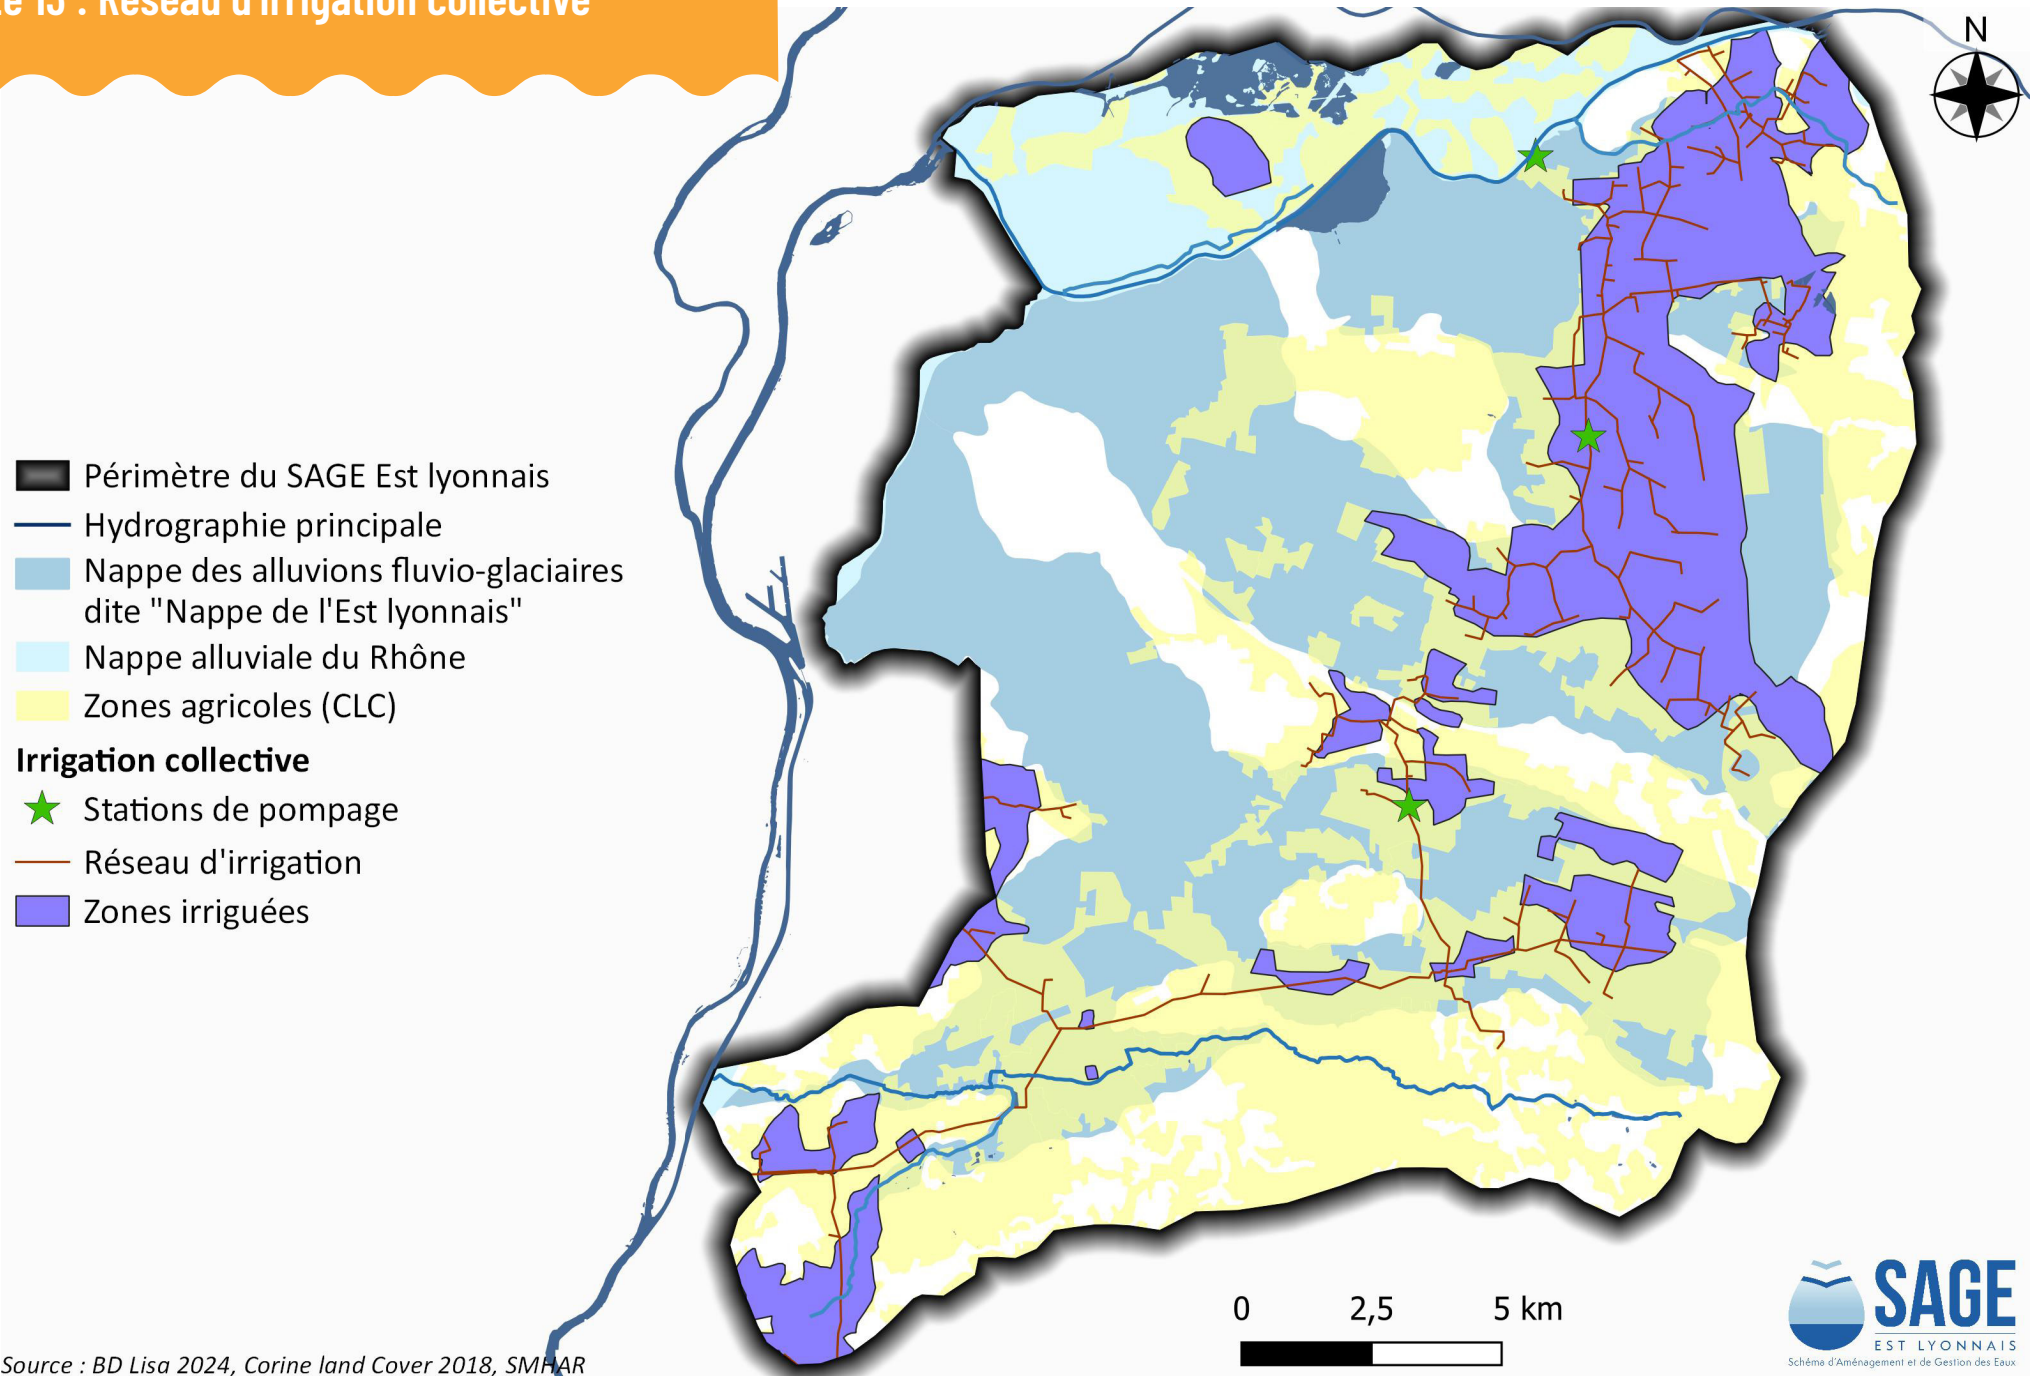 : Réseau d'irrigation collective
N
Périmètre du SAGE Est lyonnais
Hydrographie principale
Nappe des alluvions fluvio-glaciaires
dite "Nappe de l'Est lyonnais"
Nappe alluviale du Rhône
Zones agricoles (CLC)
Irrigation collective
Stations de pompage
Réseau d'irrigation
Zones irriguées
0 2,5 5 km
SAGE
EST LYONNAIS
Schéma d'Aménagement et de Gestion des Eaux
Source : BD Lisa 2024, Corine land Cover 2018, SMHAR